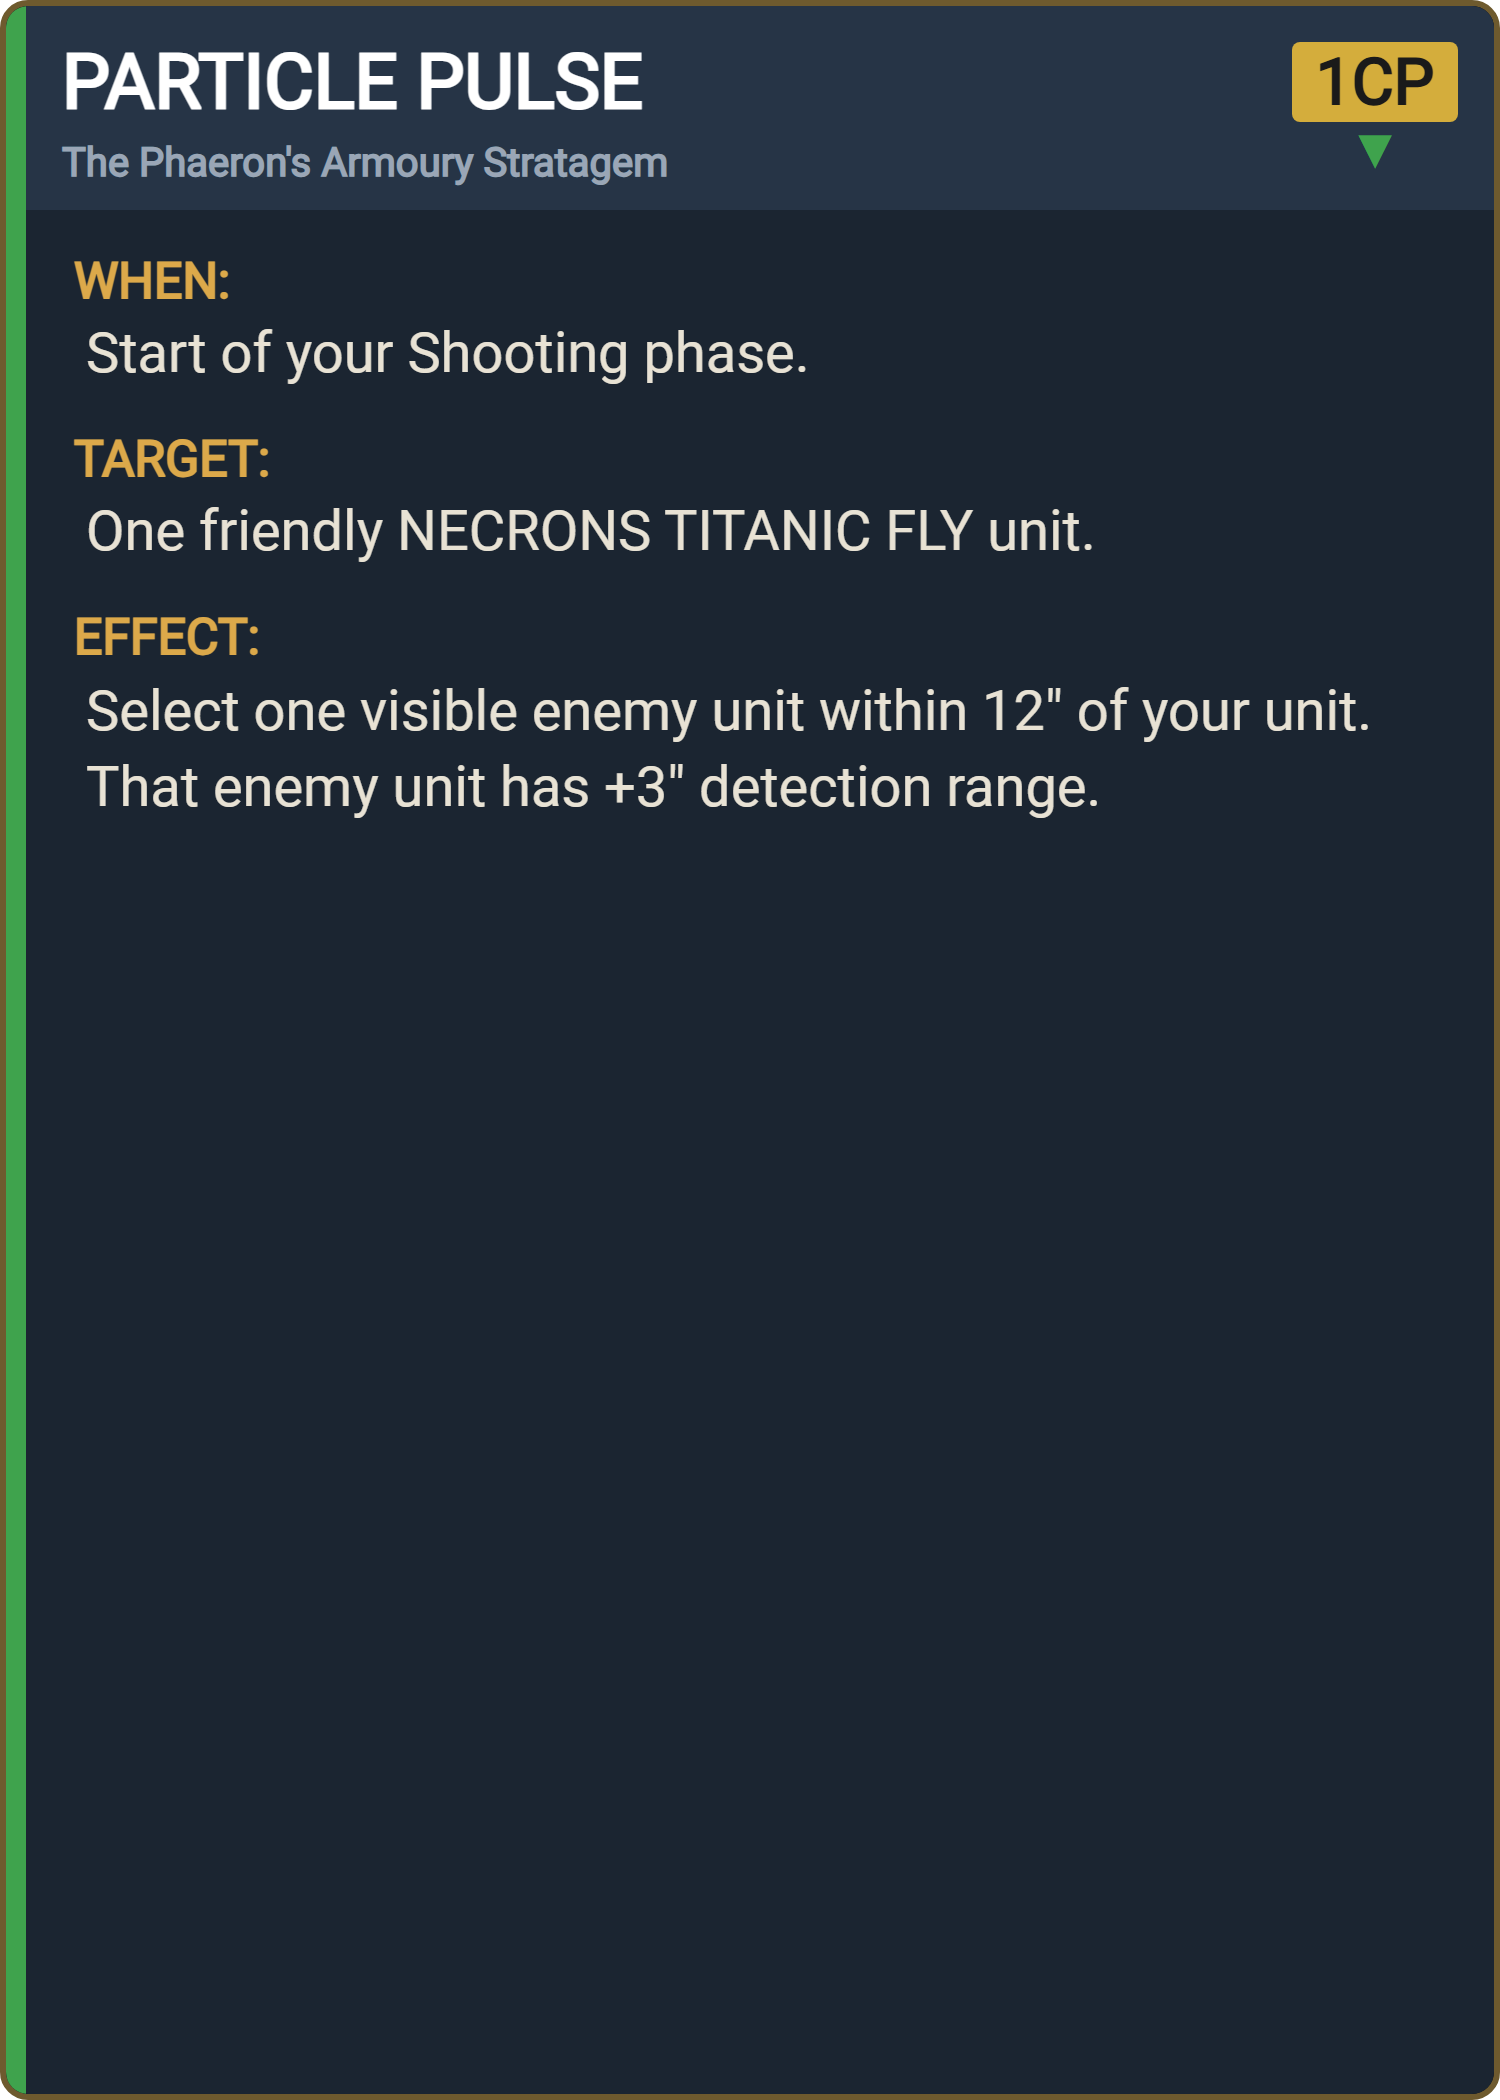 PARTICLE PULSE
1CP
The Phaeron's Armoury Stratagem
WHEN:
Start of your Shooting phase.
TARGET:
One friendly NECRONS TITANIC FLY unit.
EFFECT:
Select one visible enemy unit within 12" of your unit.
That enemy unit has +3" detection range.